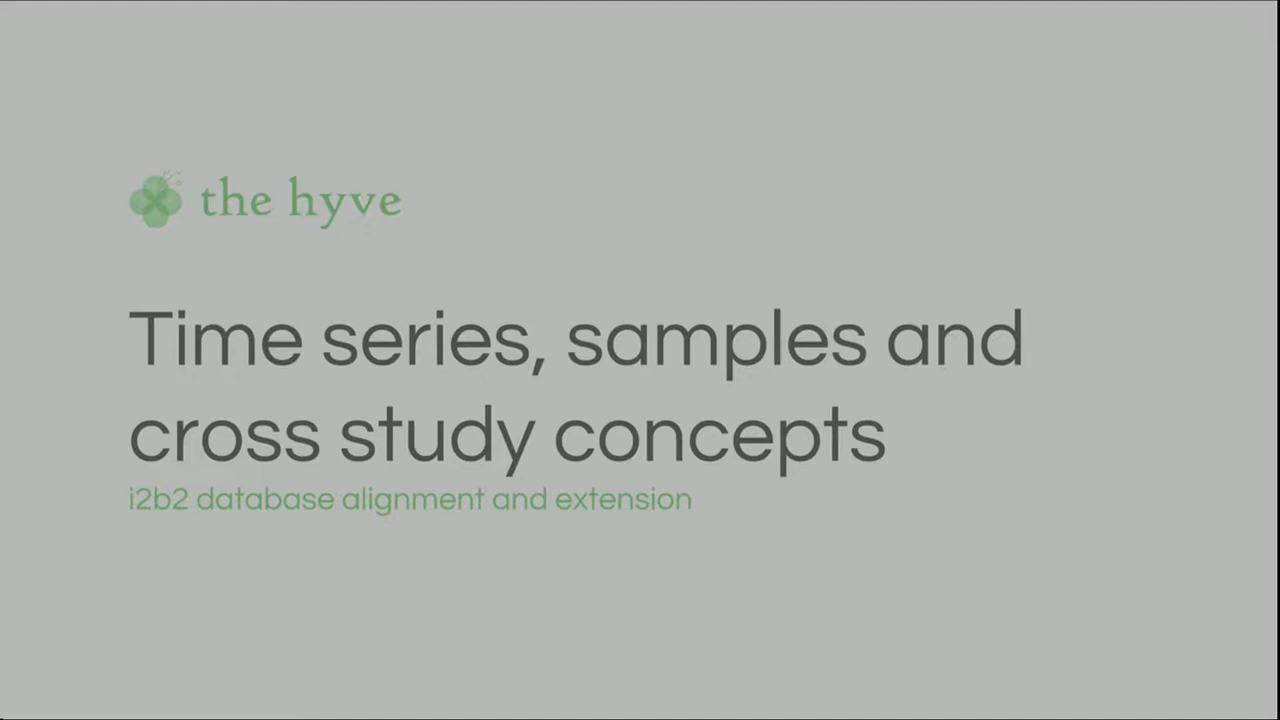 the hyve
Time series, samples and
cross study concepts
i2b2 database alignment and extension